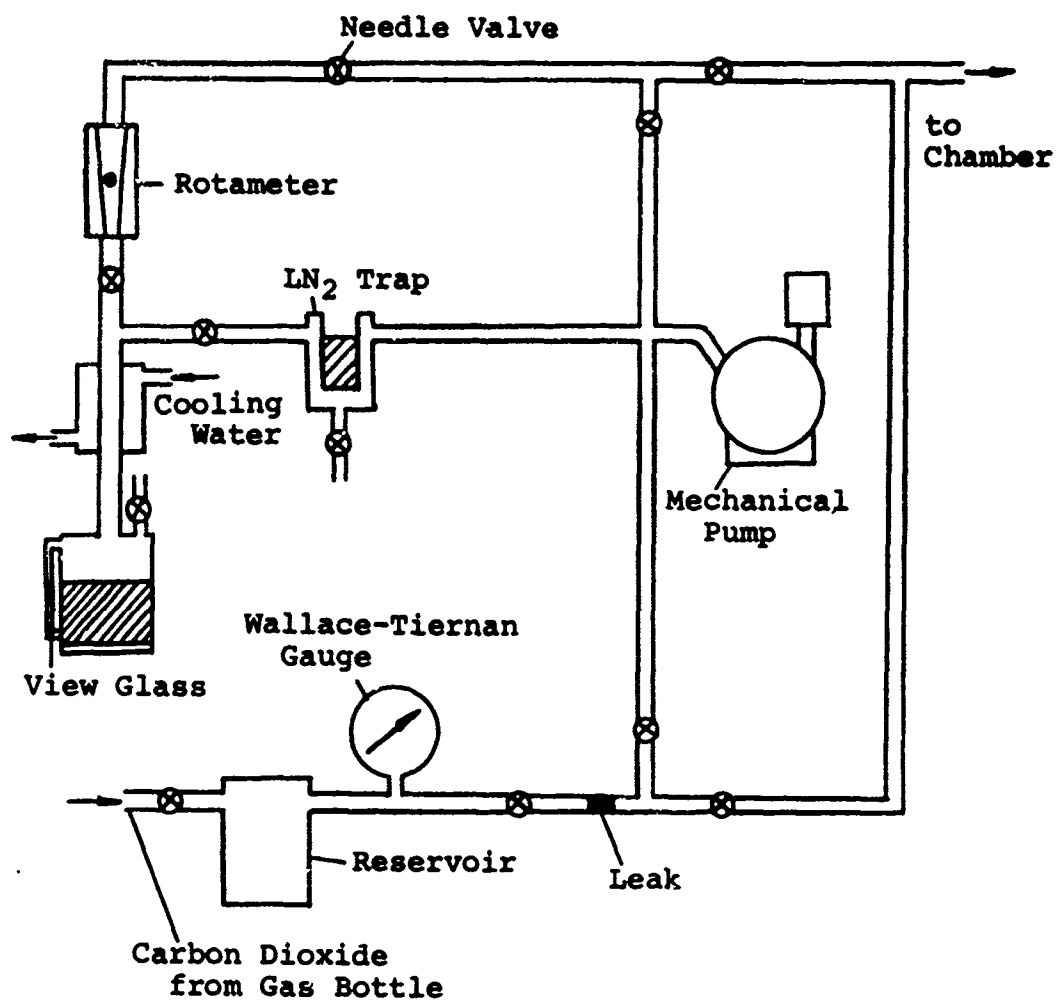 Needle Valve
to
Chamber
Rotameter
LN2 Trap
Cooling
Water
Mechanical
Pump
Wallace-Tiernan
Gauge
View Glass
Reservoir
Leak
Carbon Dioxide
from Gas Bottle